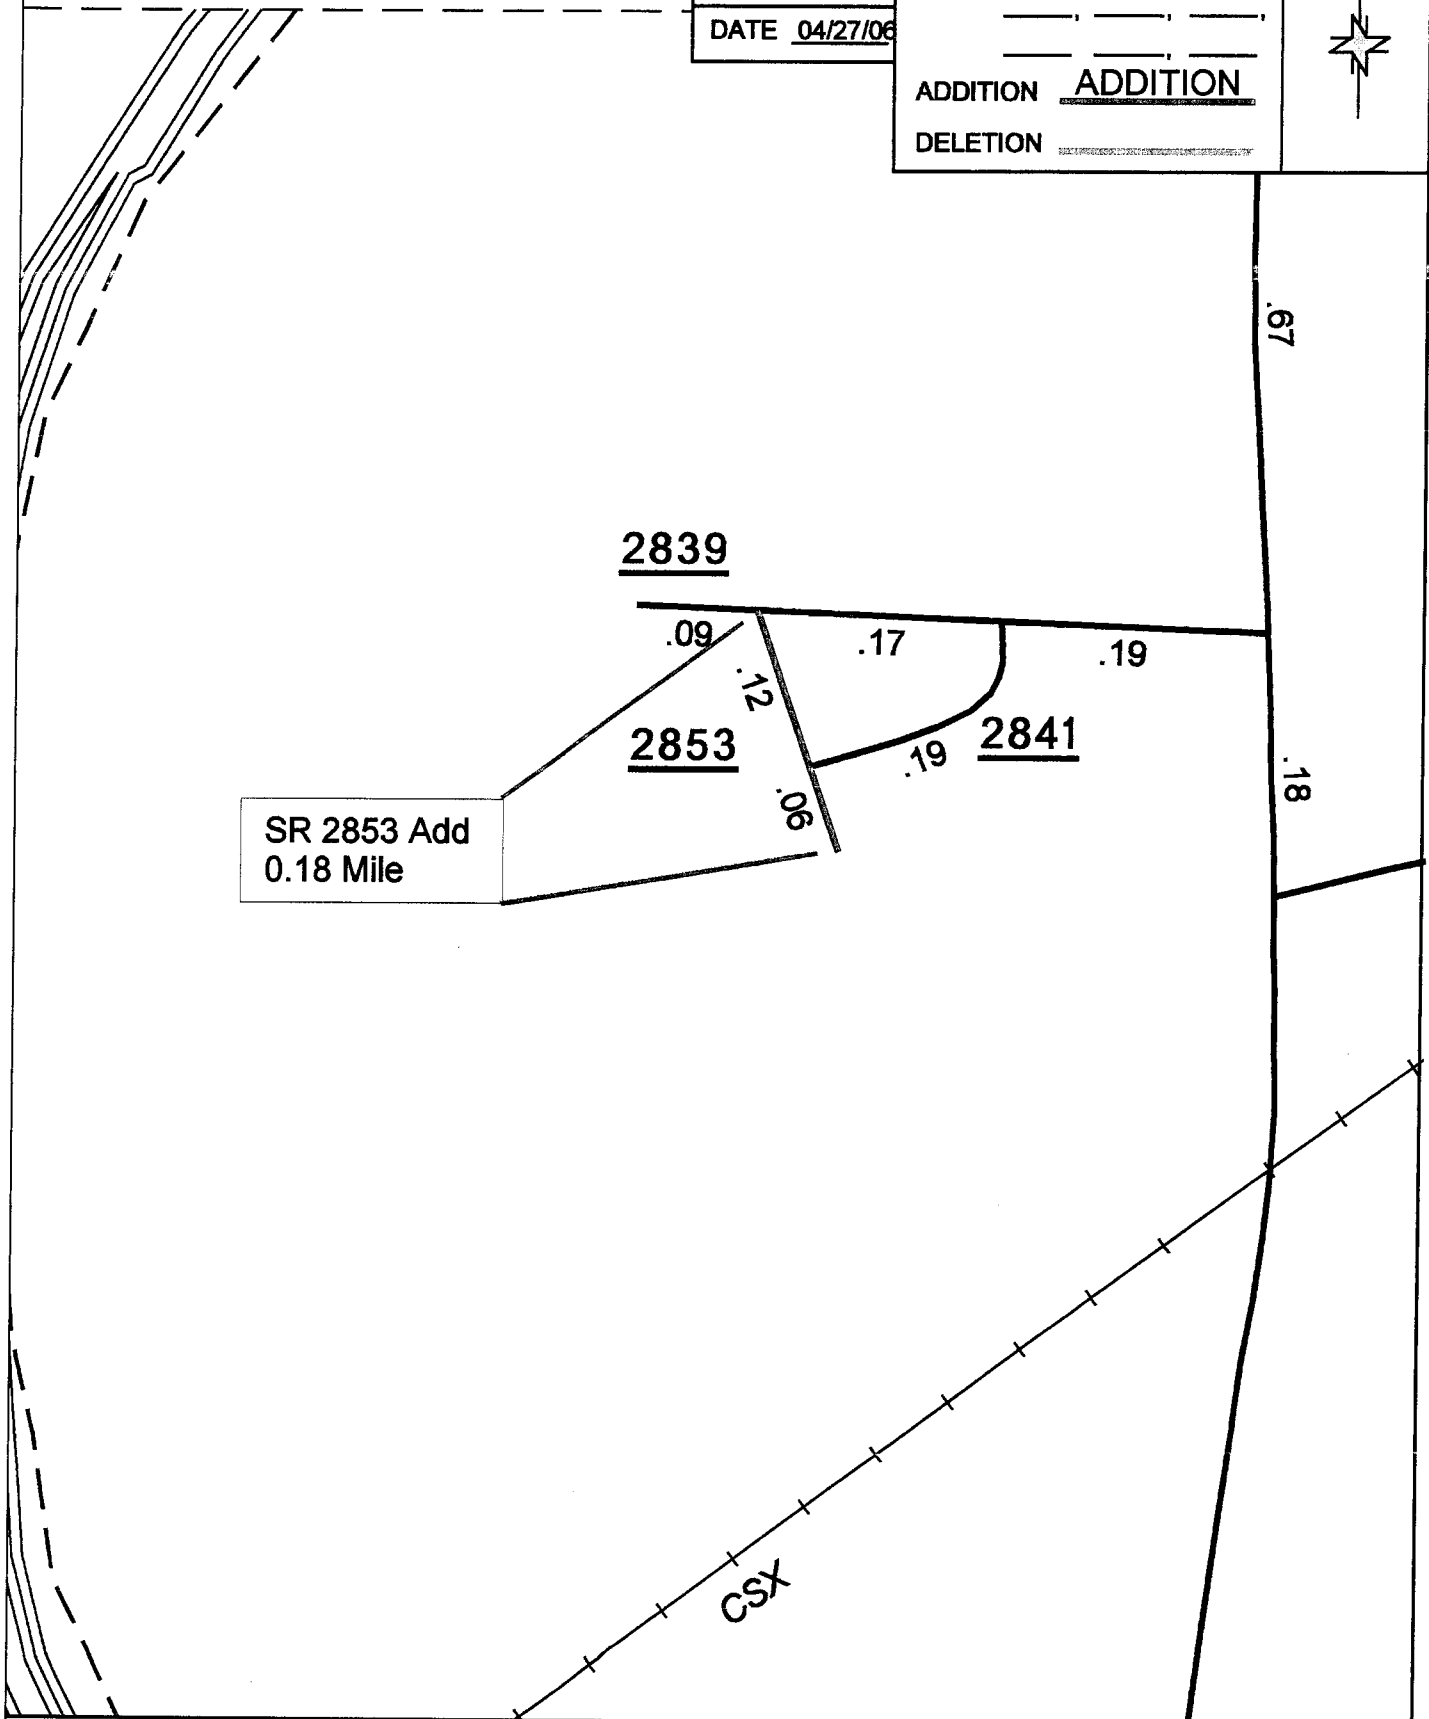 DATE 04/27/06
ADDITION ADDITION
DELETION
.67
2839
.09
.17
.19
.12
2853
2841
.19
.18
.06
SR 2853 Add
0.18 Mile
CSX